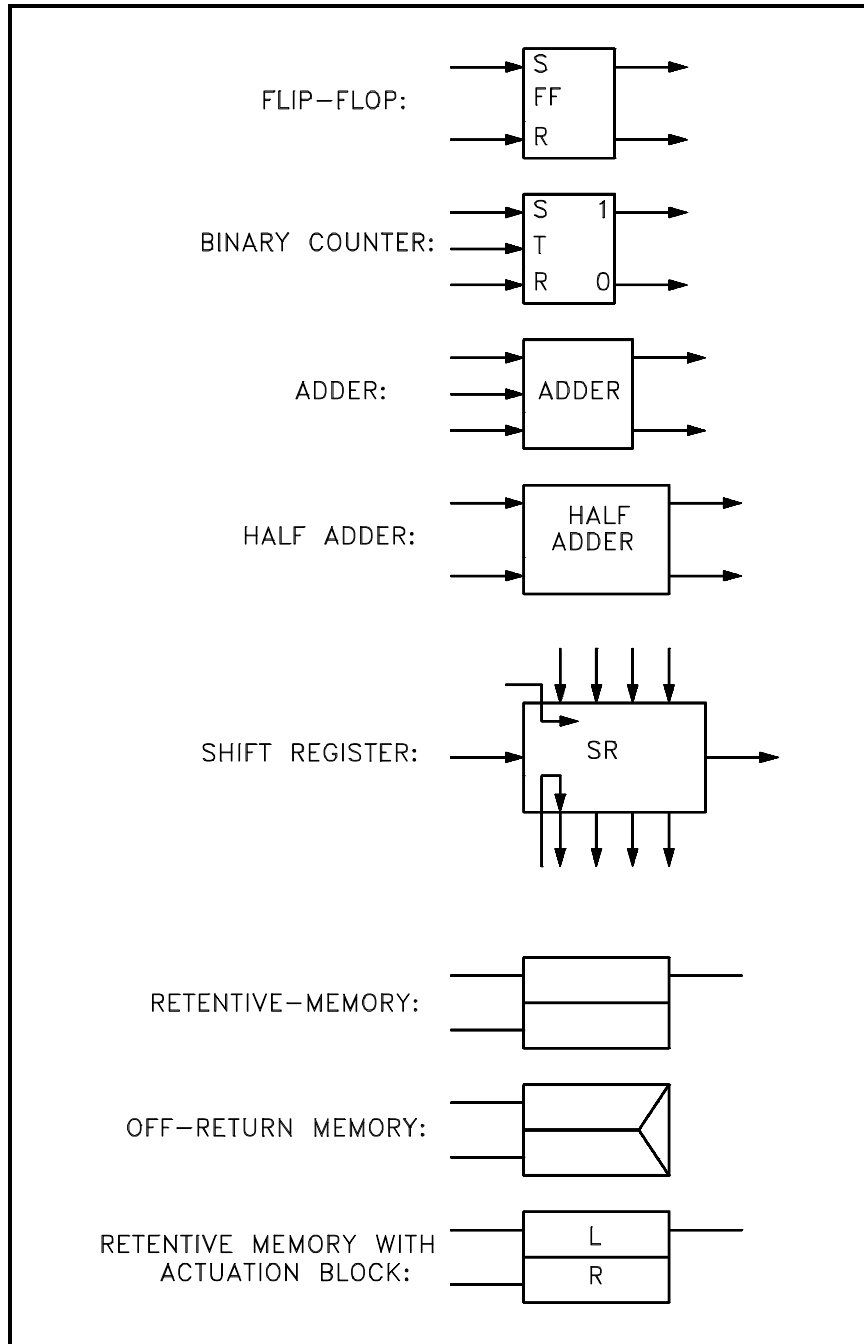 FLIP-FLOP:
S
FF
R
BINARY COUNTER:
S 1
T
R 0
ADDER:
ADDER
HALF ADDER:
HALF
ADDER
SHIFT REGISTER:
SR
RETENTIVE-MEMORY:
OFF-RETURN MEMORY:
RETENTIVE MEMORY WITH
ACTUATION BLOCK:
L
R